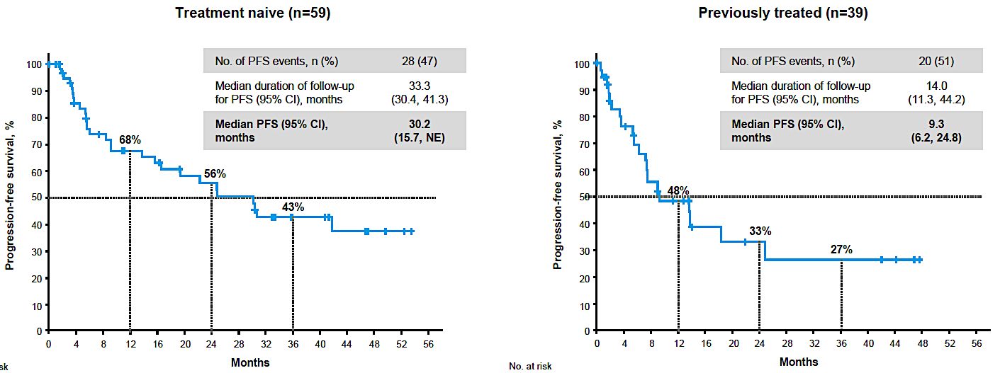 Treatment naive (n=59)
No. of PFS events, n (%) 28 (47)
Median duration of follow-up 33.3
for PFS (95% CI), months (30.4, 41.3)
Median PFS (95% CI), 30.2
months (15.7, NE)
Progression-free survival, %
100
90
80
70
60
50
40
30
20
10
0
68%
56%
43%
0 4 8 12 16 20 24 28 32 36 40 44 48 52 56
Months
sk
Previously treated (n=39)
No. of PFS events, n (%) 20 (51)
Median duration of follow-up 14.0
for PFS (95% CI), months (11.3, 44.2)
Median PFS (95% CI), 9.3
months (6.2, 24.8)
Progression-free survival, %
100
90
80
70
60
50
40
30
20
10
0
48%
33%
27%
0 4 8 12 16 20 24 28 32 36 40 44 48 52 56
Months
No. at risk